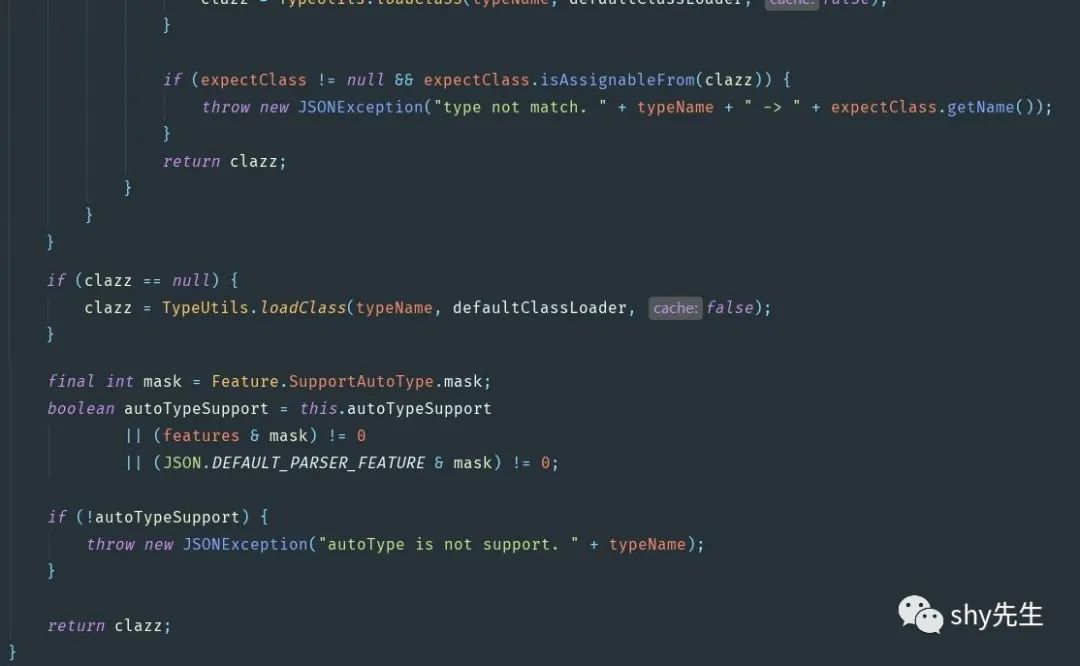 clazz = TypeUtils.loadClass(typeName, defaultClassLoader, cache: false);
}
if (expectClass != null && expectClass.isAssignableFrom(clazz)) {
throw new JSONException("type not match. " + typeName + " -> " + expectClass.getName());
}
return clazz;
}
}
}
if (clazz == null) {
clazz = TypeUtils.loadClass(typeName, defaultClassLoader, cache: false);
}
final int mask = Feature.SupportAutoType.mask;
boolean autoTypeSupport = this.autoTypeSupport
|| (features & mask) != 0
|| (JSON.DEFAULT_PARSER_FEATURE & mask) != 0;
if (!autoTypeSupport) {
throw new JSONException("autoType is not support. " + typeName);
}
return clazz;
}
shy先生